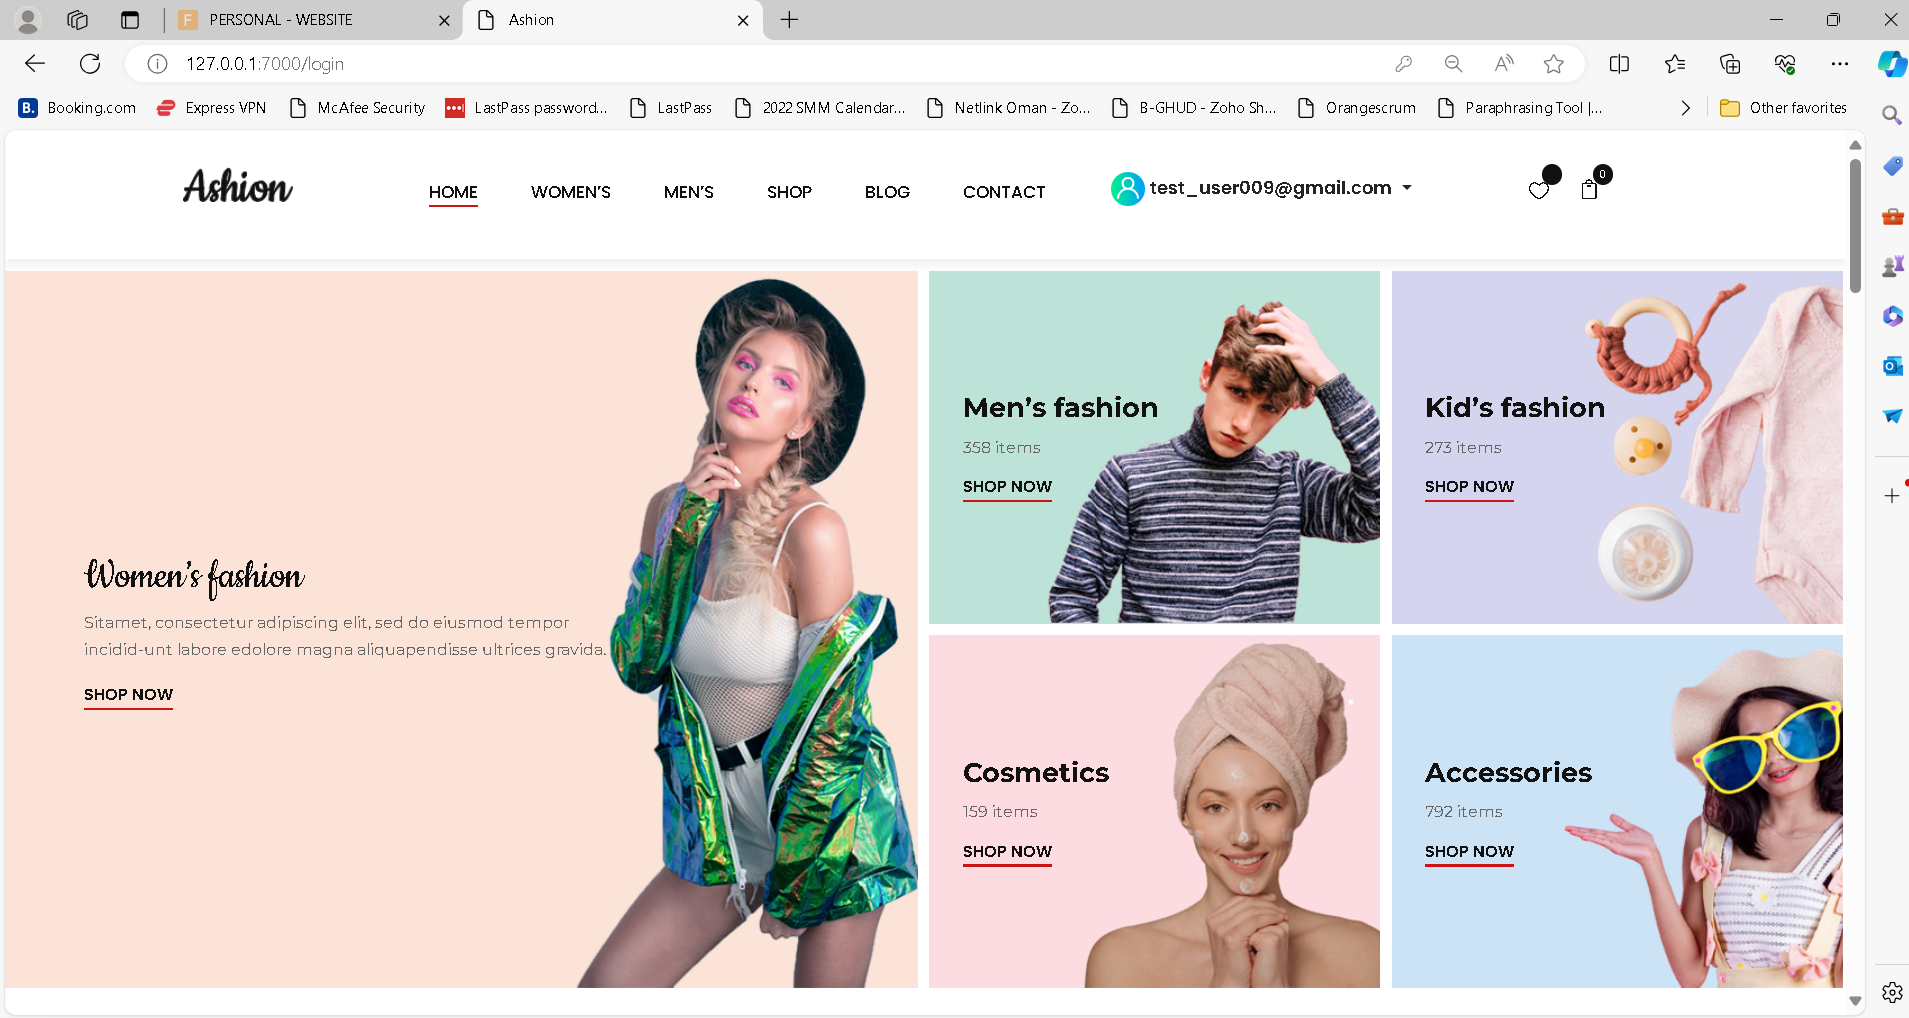 PERSONAL - WEBSITE
Ashion
127.0.0.1:7000/login
Booking.com
Express VPN
McAfee Security
LastPass password...
LastPass
2022 SMM Calendar...
Netlink Oman - Zo...
B-GHUD - Zoho Sh...
Orangescrum
Paraphrasing Tool |...
Other favorites
Ashion
HOME
WOMEN'S
MEN'S
SHOP
BLOG
CONTACT
test_user009@gmail.com
0
Women's fashion
Sitamet, consectetur adipiscing elit, sed do eiusmod tempor
incidid-unt labore edolore magna aliquapendisse ultrices gravida.
SHOP NOW
Men's fashion
358 items
SHOP NOW
Kid's fashion
273 items
SHOP NOW
Cosmetics
159 items
SHOP NOW
Accessories
792 items
SHOP NOW